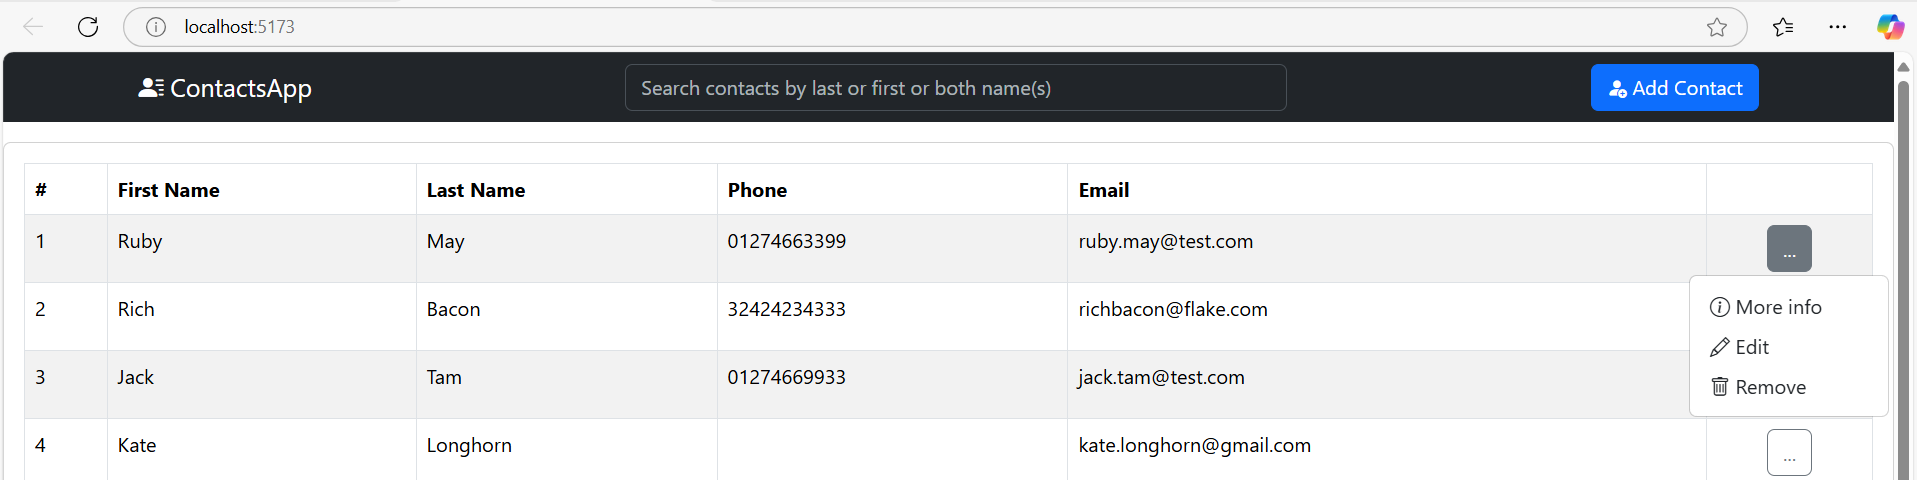 localhost:5173
ContactsApp
Search contacts by last or first or both name(s)
Add Contact
# First Name Last Name Phone Email
1 Ruby May 01274663399 ruby.may@test.com ...
2 Rich Bacon 32424234333 richbacon@flake.com
More info
3 Jack Tam 01274669933 jack.tam@test.com
Edit
Remove
4 Kate Longhorn kate.longhorn@gmail.com ...